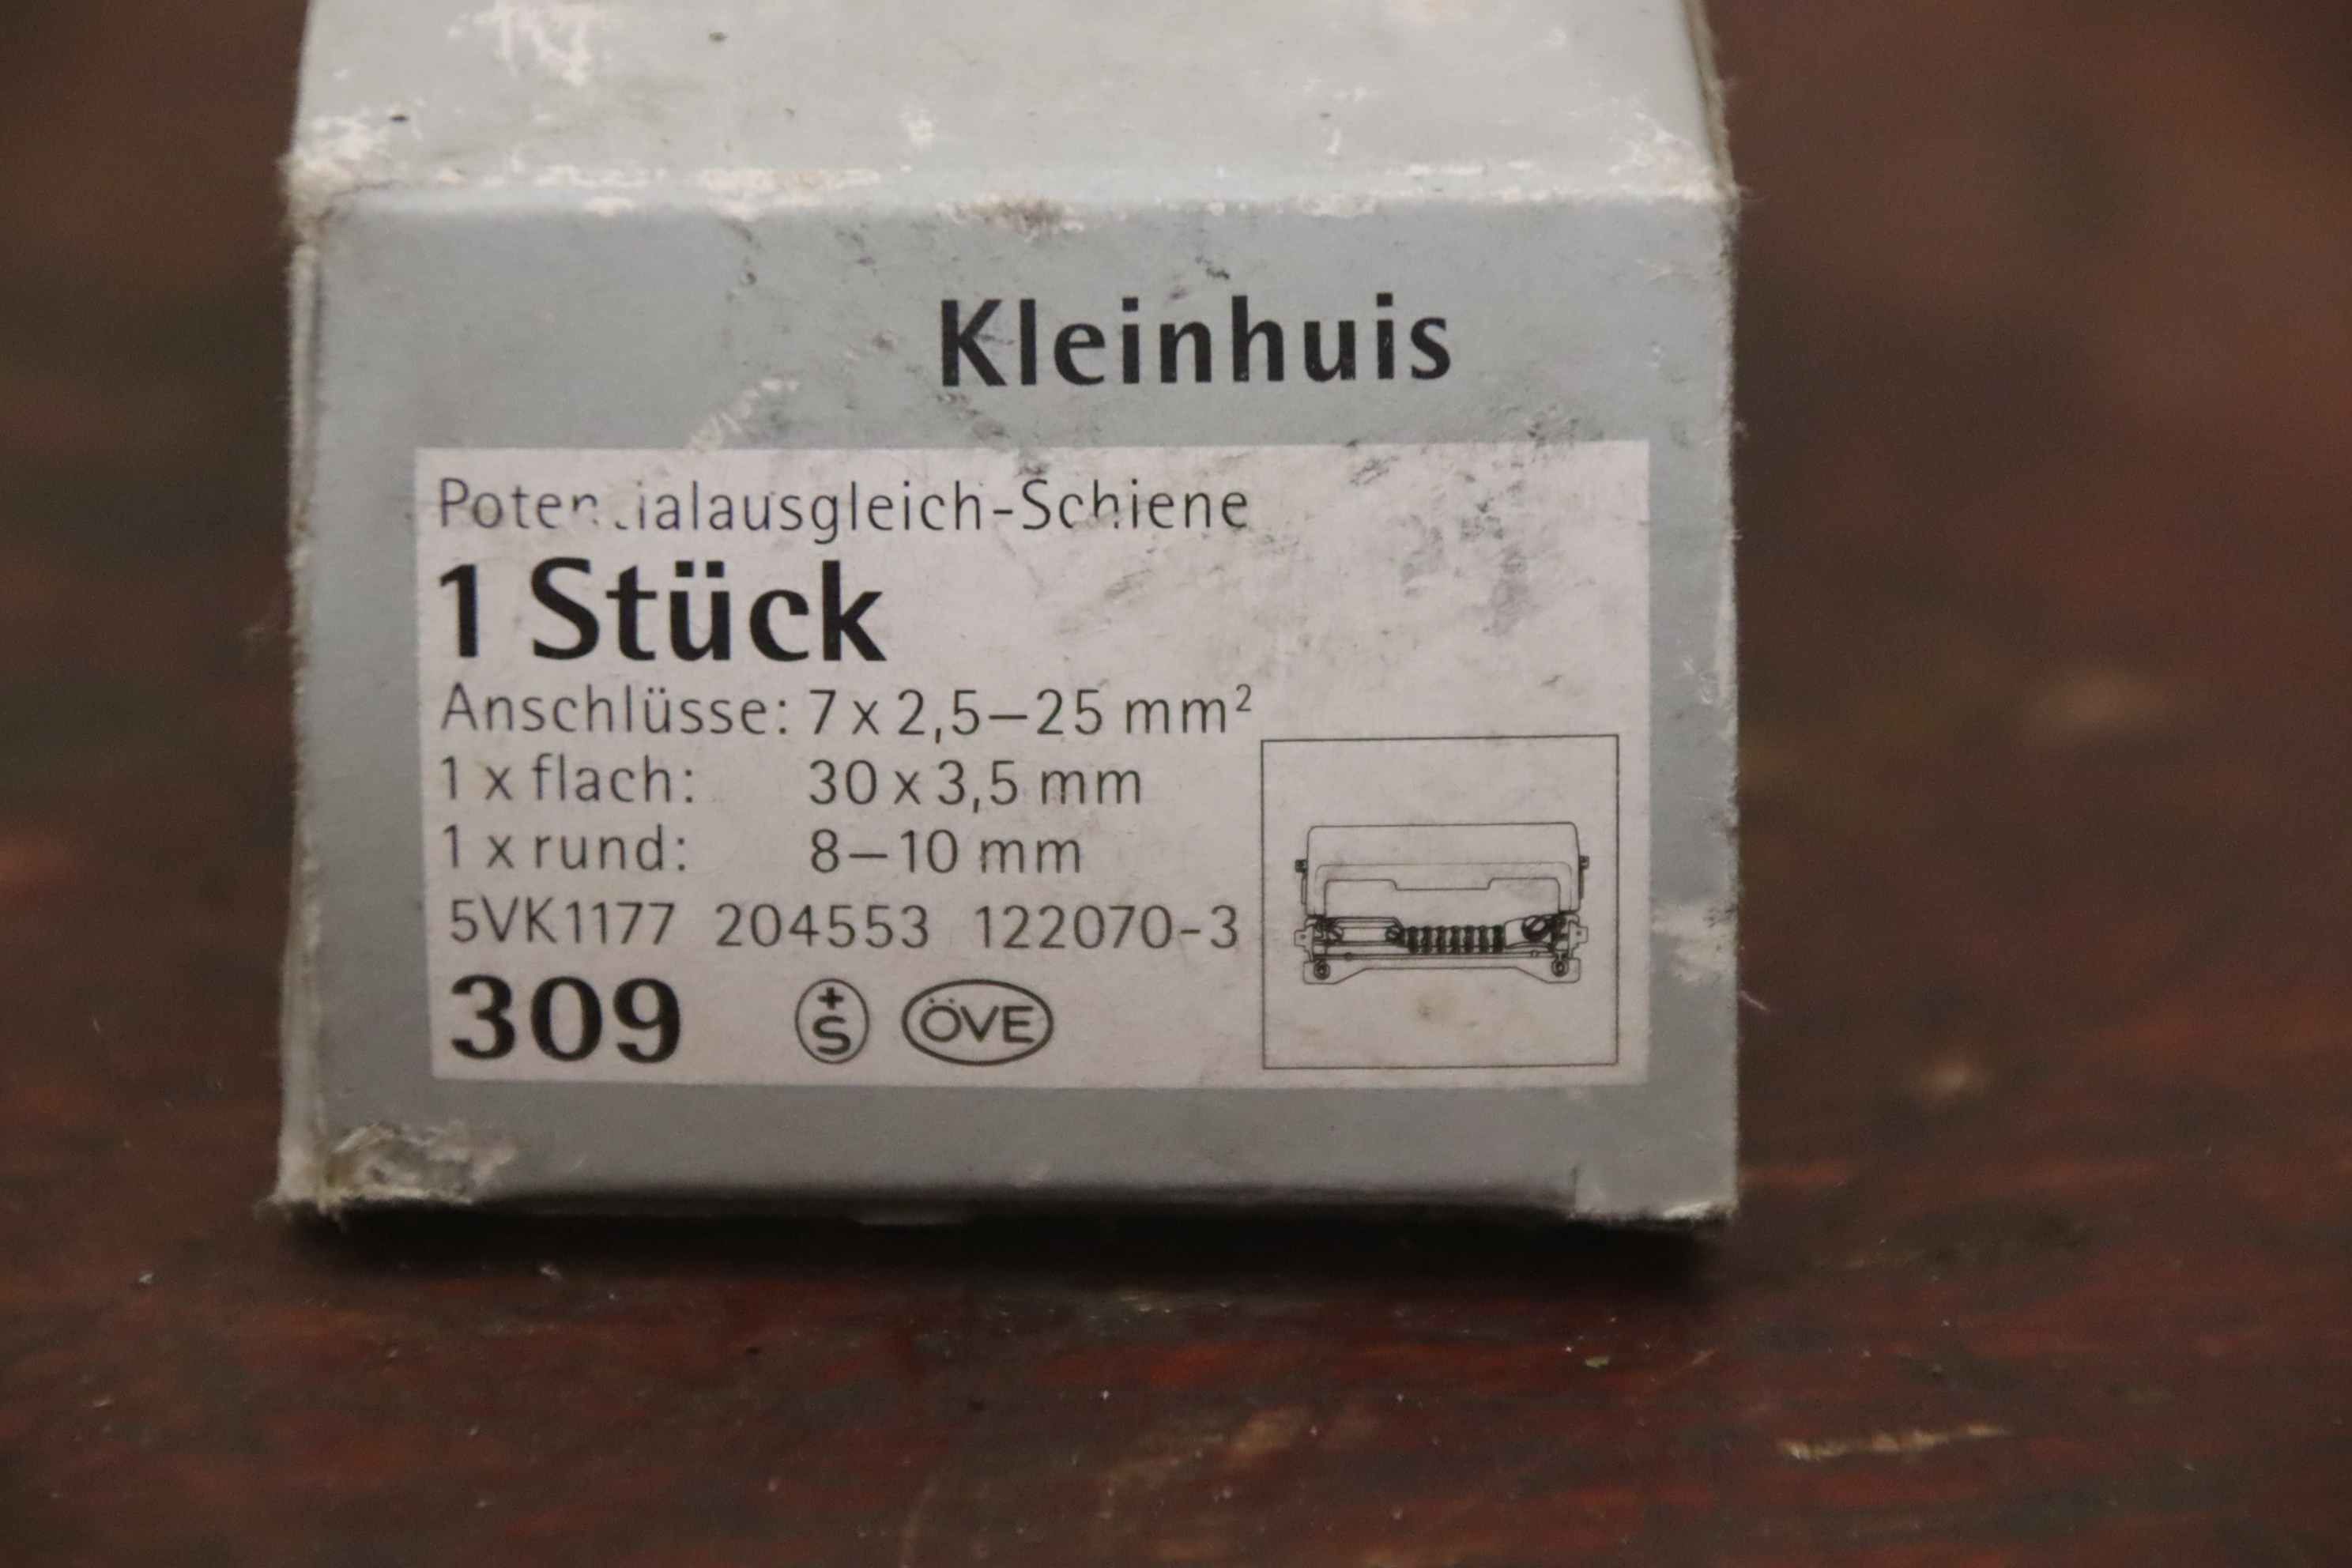 Kleinhuis
Potentialausgleich-Schiene
1 Stück
Anschlüsse: 7 x 2,5–25 mm²
1 x flach: 30 x 3,5 mm
1 x rund: 8–10 mm
5VK1177 204553 122070-3
309 +S ÖVE